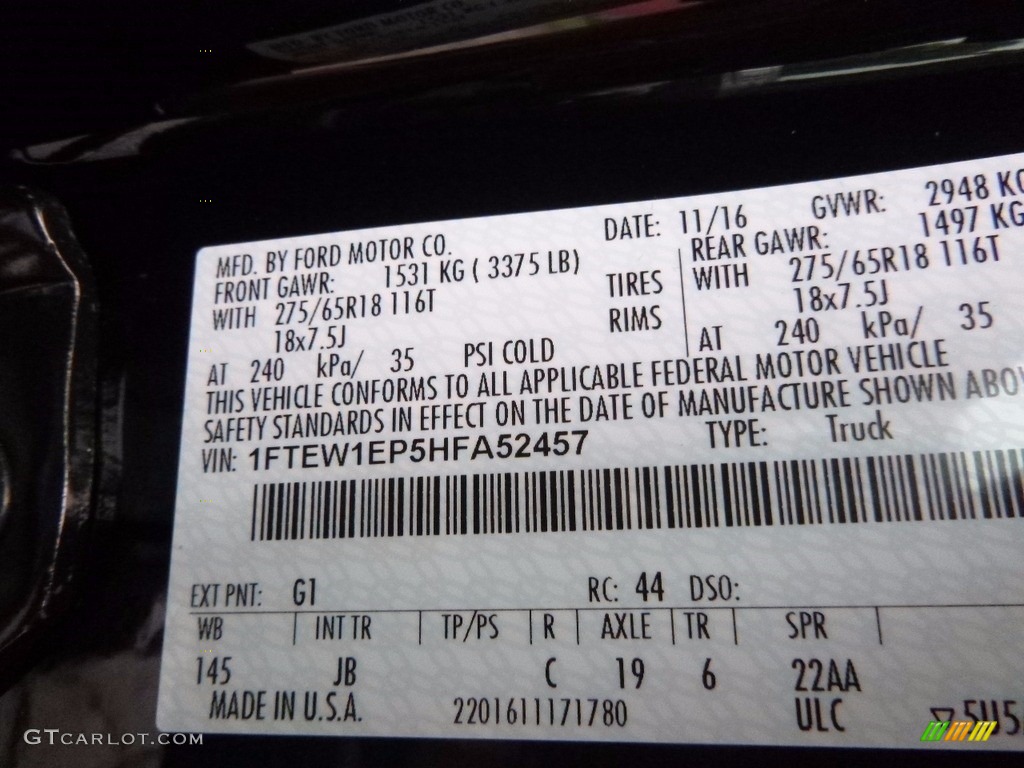 MFD. BY FORD MOTOR CO. DATE: 11/16 GVWR: 2948 KG
FRONT GAWR: 1531 KG ( 3375 LB) REAR GAWR: 1497 KG
WITH 275/65R18 116T TIRES WITH 275/65R18 116T
18x7.5J RIMS 18x7.5J
AT 240 kPa/ 35 PSI COLD AT 240 kPa/ 35
THIS VEHICLE CONFORMS TO ALL APPLICABLE FEDERAL MOTOR VEHICLE
SAFETY STANDARDS IN EFFECT ON THE DATE OF MANUFACTURE SHOWN ABOV
VIN: 1FTEW1EP5HFA52457 TYPE: Truck
EXT PNT: G1 RC: 44 DSO:
WB INT TR TP/PS R AXLE TR SPR
145 JB C 19 6 22AA
MADE IN U.S.A. 2201611171780 ULC
GTcarlot.com